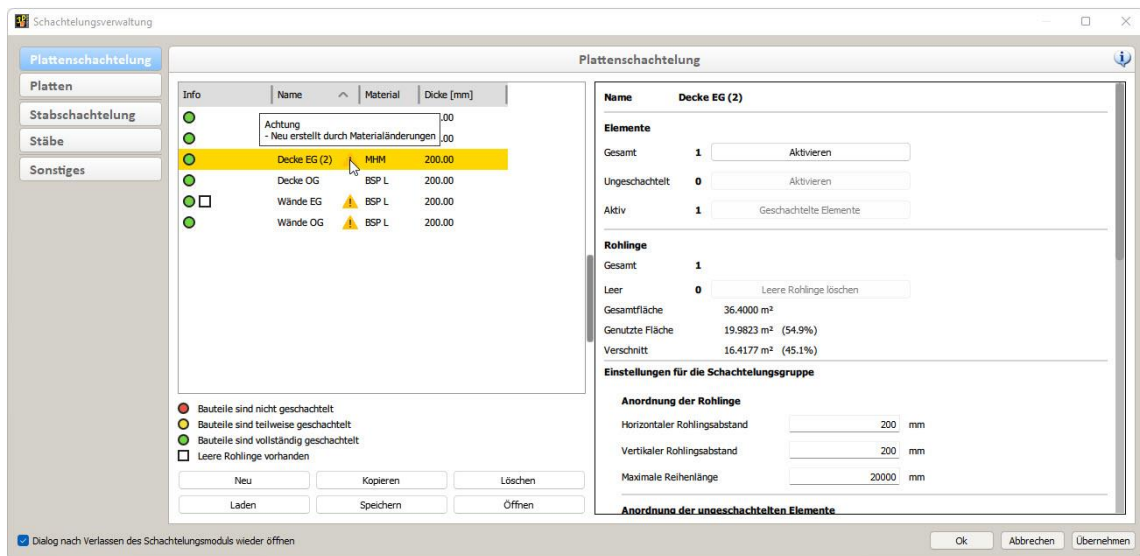 Schachtelungsverwaltung
Plattenschachtelung
Platten
Stabschachtelung
Stäbe
Sonstiges
Plattenschachtelung
Info Name Material Dicke [mm]
.00
Achtung
- Neu erstellt durch Materialänderungen .00
Decke EG (2) MHM 200.00
Decke OG BSP L 200.00
Wände EG BSP L 200.00
Wände OG BSP L 200.00
Bauteile sind nicht geschachtelt
Bauteile sind teilweise geschachtelt
Bauteile sind vollständig geschachtelt
Leere Rohlinge vorhanden
Neu Kopieren Löschen
Laden Speichern Öffnen
Name Decke EG (2)
Elemente
Gesamt 1 Aktivieren
Ungeschachtelt 0 Aktivieren
Aktiv 1 Geschachtelte Elemente
Rohlinge
Gesamt 1
Leer 0 Leere Rohlinge löschen
Gesamtfläche 36.4000 m²
Genutzte Fläche 19.9823 m² (54.9%)
Verschnitt 16.4177 m² (45.1%)
Einstellungen für die Schachtelungsgruppe
Anordnung der Rohlinge
Horizontaler Rohlingsabstand 200 mm
Vertikaler Rohlingsabstand 200 mm
Maximale Reihenlänge 20000 mm
Anordnung der ungeschachtelten Elemente
Dialog nach Verlassen des Schachtelungsmoduls wieder öffnen
Ok Abbrechen Übernehmen